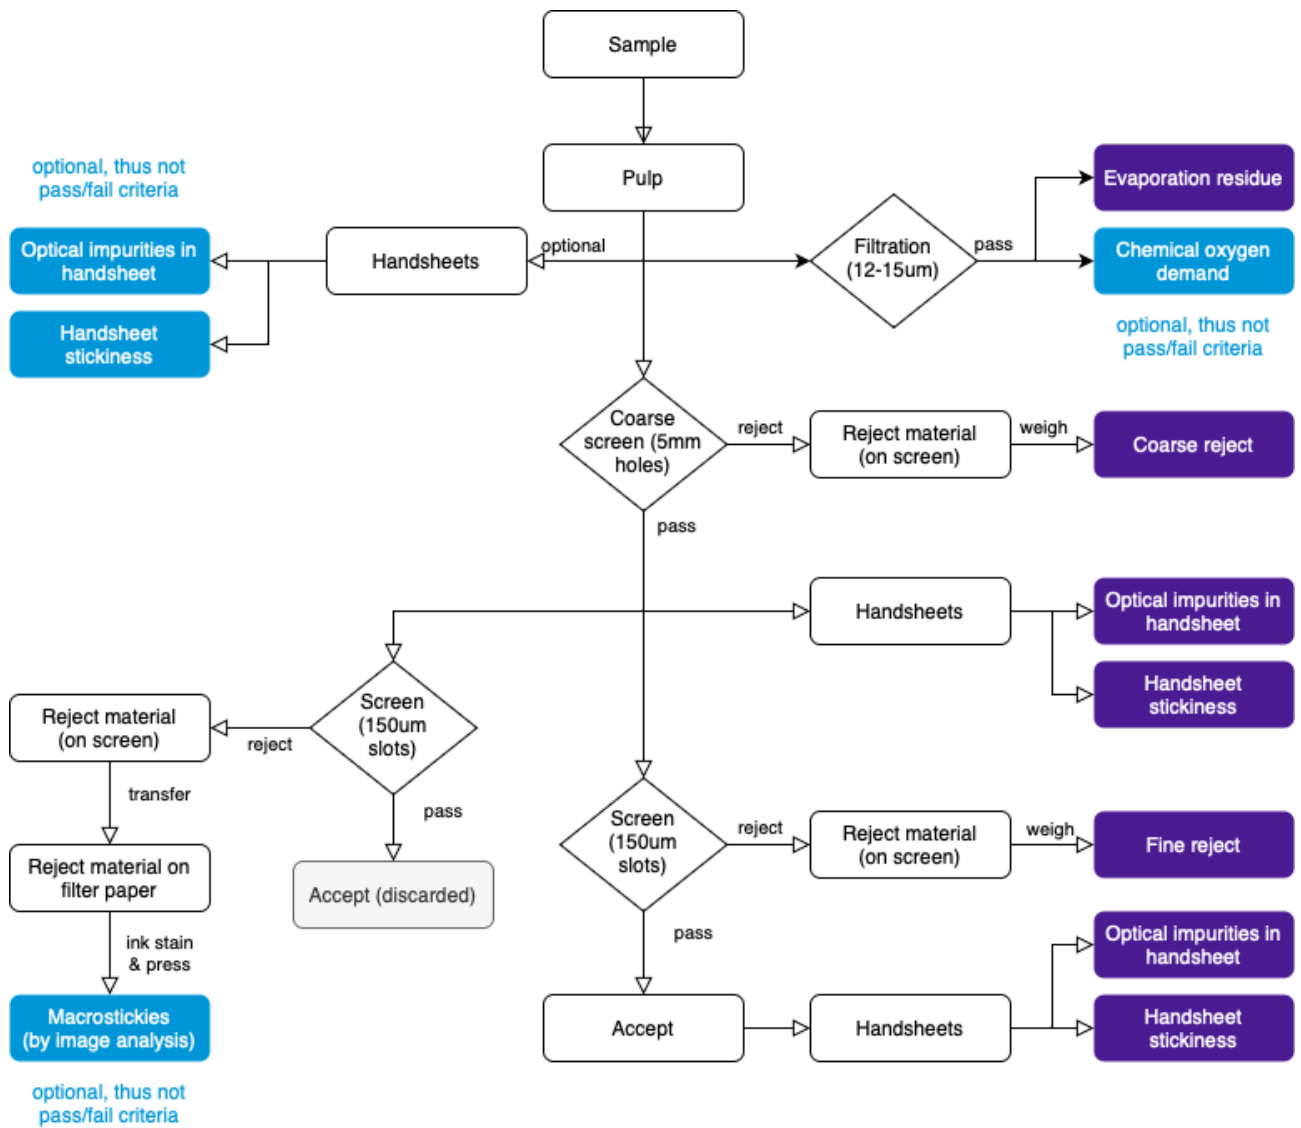 Sample
Pulp
optional, thus not
pass/fail criteria
Optical impurities in
handsheet
Handsheet
stickiness
Handsheets
optional
Filtration
(12-15um)
pass
Evaporation residue
Chemical oxygen
demand
optional, thus not
pass/fail criteria
Coarse
screen (5mm
holes)
reject
Reject material
(on screen)
weigh
Coarse reject
pass
Handsheets
Optical impurities in
handsheet
Handsheet
stickiness
Screen
(150um
slots)
reject
Reject material
(on screen)
transfer
Reject material on
filter paper
ink stain
& press
Macrostickies
(by image analysis)
optional, thus not
pass/fail criteria
pass
Accept (discarded)
Screen
(150um
slots)
reject
Reject material
(on screen)
weigh
Fine reject
pass
Accept
Handsheets
Optical impurities in
handsheet
Handsheet
stickiness